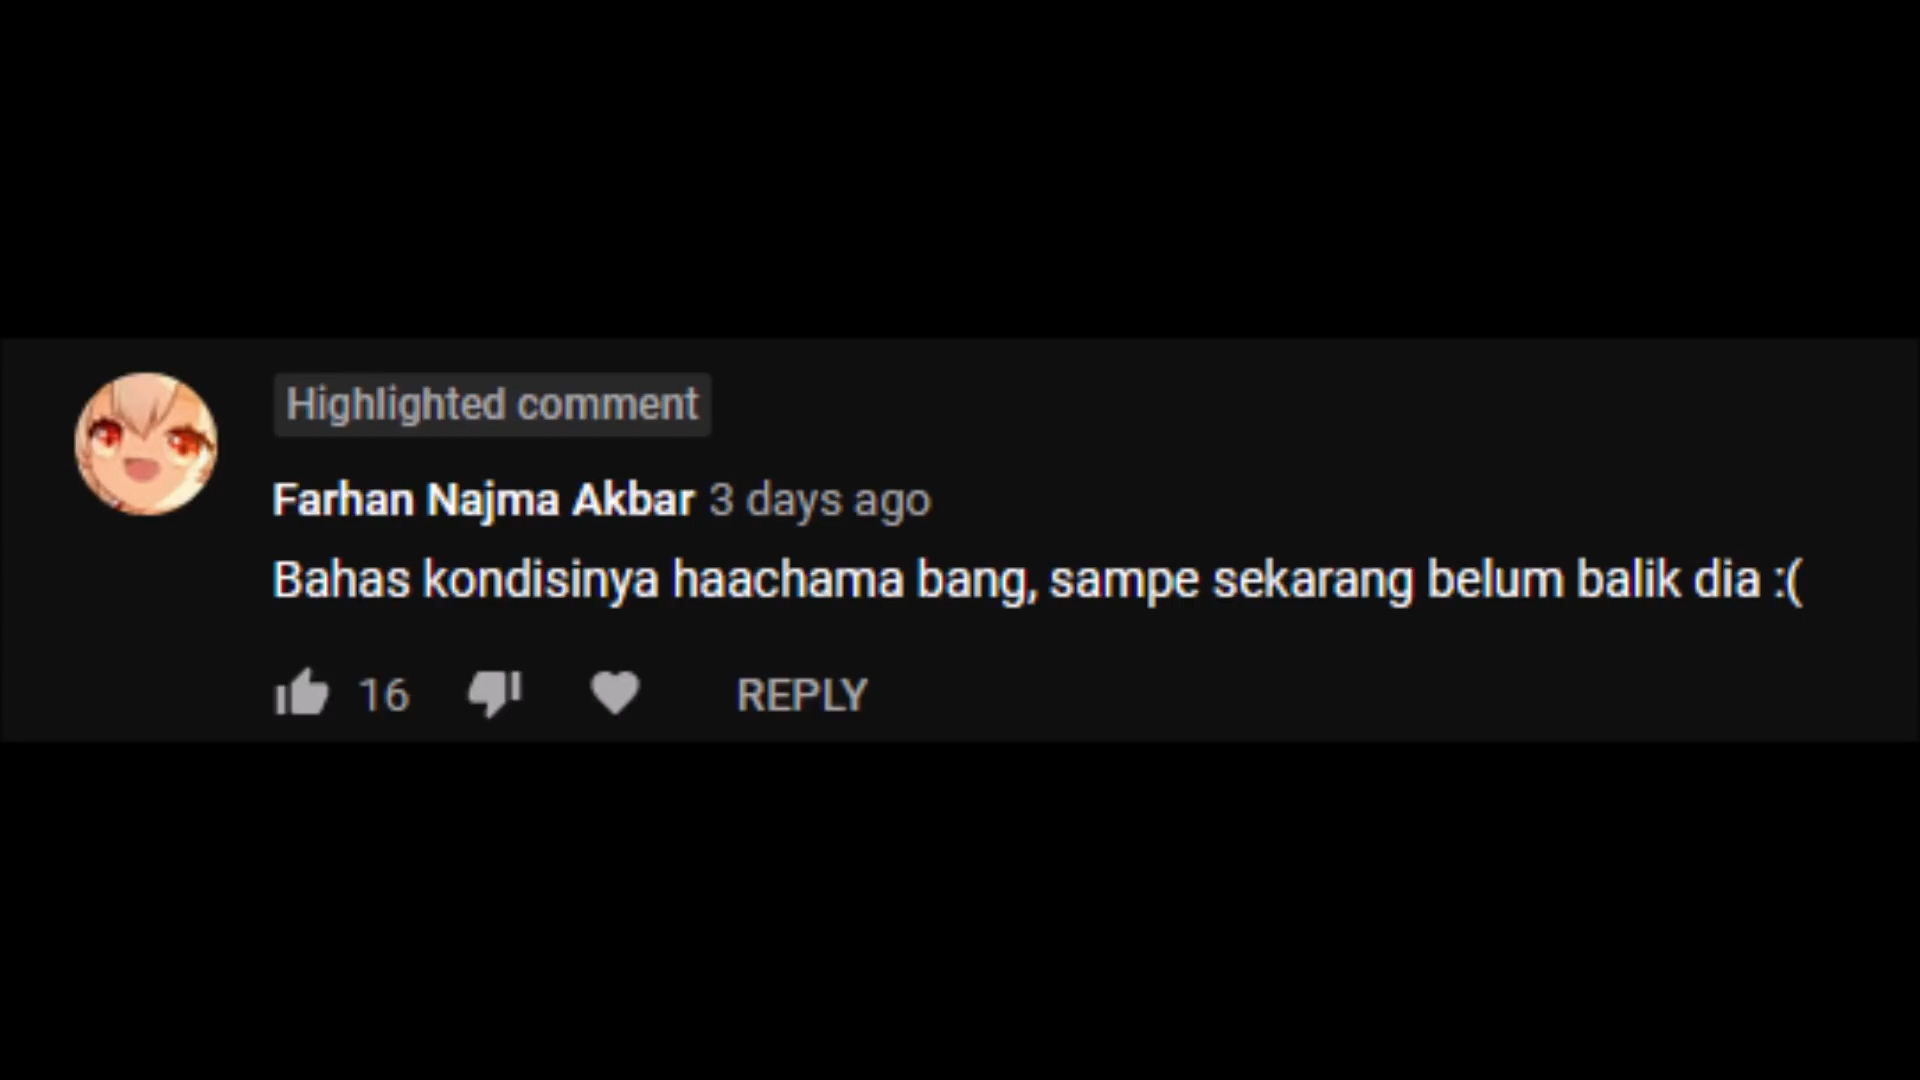 Highlighted comment
Farhan Najma Akbar 3 days ago
Bahas kondisinya haachama bang, sampe sekarang belum balik dia :(
16 REPLY